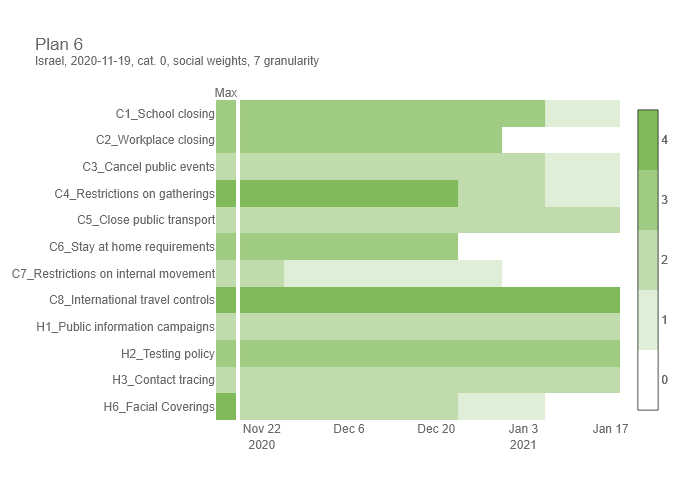 Plan 6
Israel, 2020-11-19, cat. 0, social weights, 7 granularity
Max
C1_School closing
C2_Workplace closing
C3_Cancel public events
C4_Restrictions on gatherings
C5_Close public transport
C6_Stay at home requirements
C7_Restrictions on internal movement
C8_International travel controls
H1_Public information campaigns
H2_Testing policy
H3_Contact tracing
H6_Facial Coverings
Nov 22 Dec 6 Dec 20 Jan 3 Jan 17
2020 2021
4
3
2
1
0